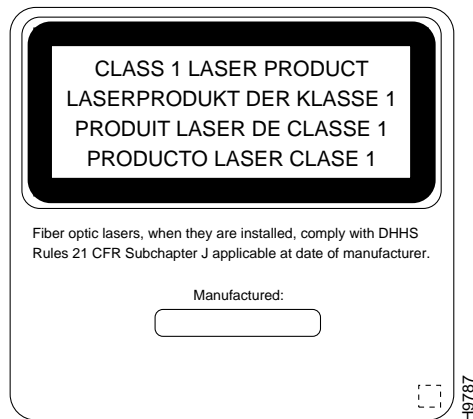 CLASS 1 LASER PRODUCT
LASERPRODUKT DER KLASSE 1
PRODUIT LASER DE CLASSE 1
PRODUCTO LASER CLASE 1
Fiber optic lasers, when they are installed, comply with DHHS
Rules 21 CFR Subchapter J applicable at date of manufacturer.
Manufactured:
H9787